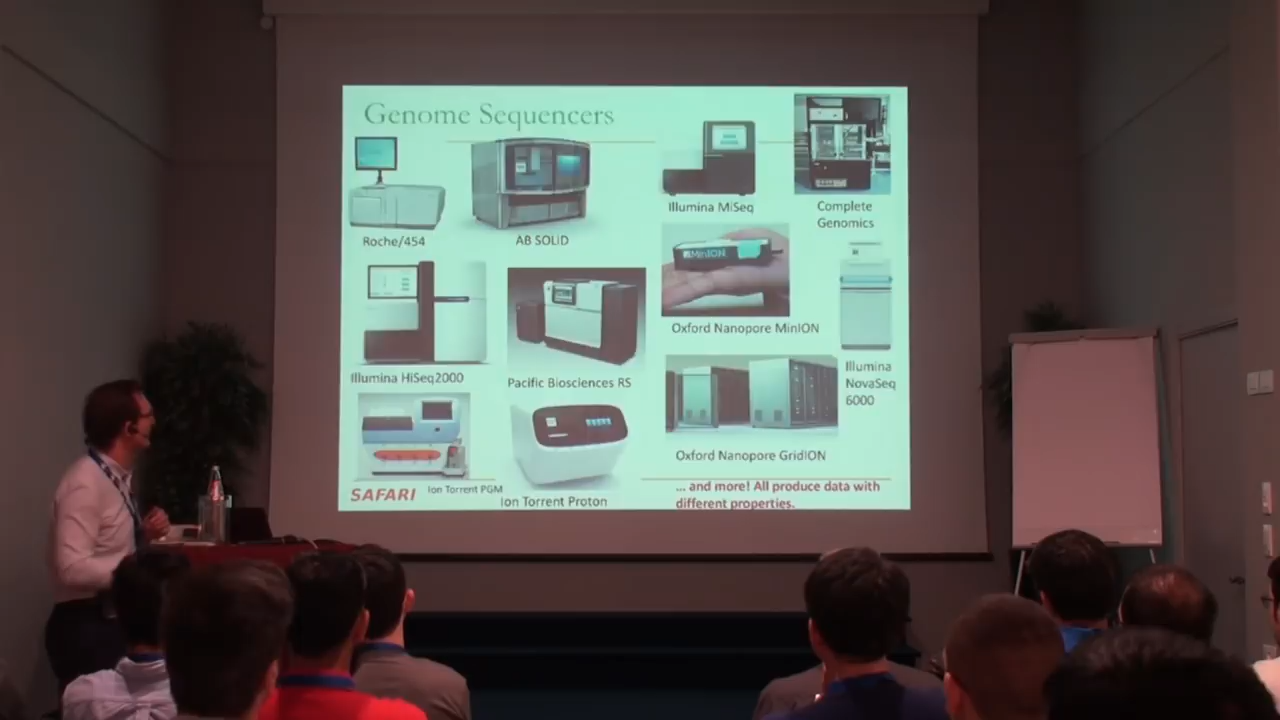 Genome Sequencers
Roche/454
AB SOLiD
Illumina MiSeq
Complete
Genomics
MinION
Oxford Nanopore MinION
Illumina HiSeq2000
Pacific Biosciences RS
Illumina
NovaSeq
6000
Oxford Nanopore GridION
Ion Torrent PGM
Ion Torrent Proton
SAFARI
... and more! All produce data with
different properties.